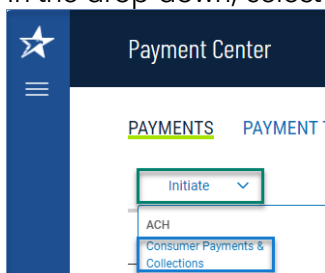 In the drop-down, select
Payment Center
PAYMENTS PAYMENT
Initiate
ACH
Consumer Payments &
Collections